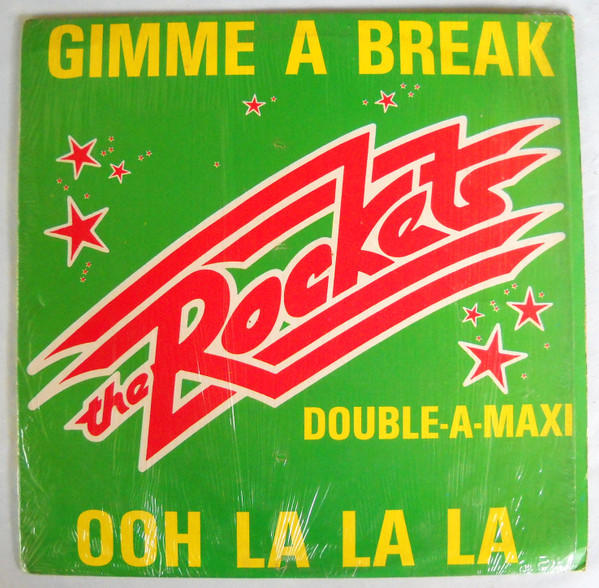 GIMME A BREAK
the Rockets
DOUBLE-A-MAXI
OOH LA LA LA